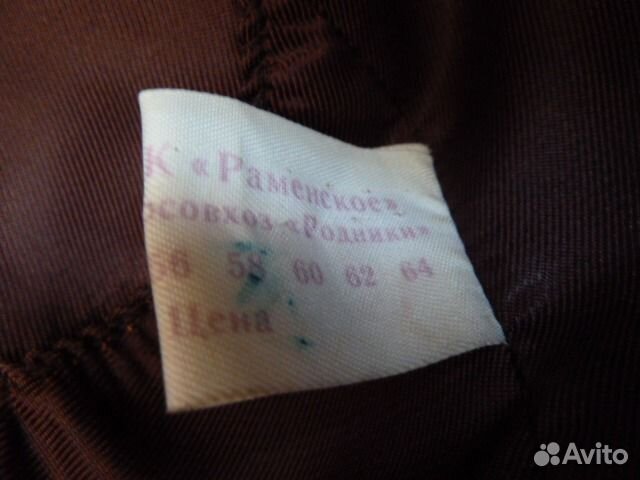 К «Раменское»
совхоз «Родники»
56 58 60 62 64
Цена
Avito